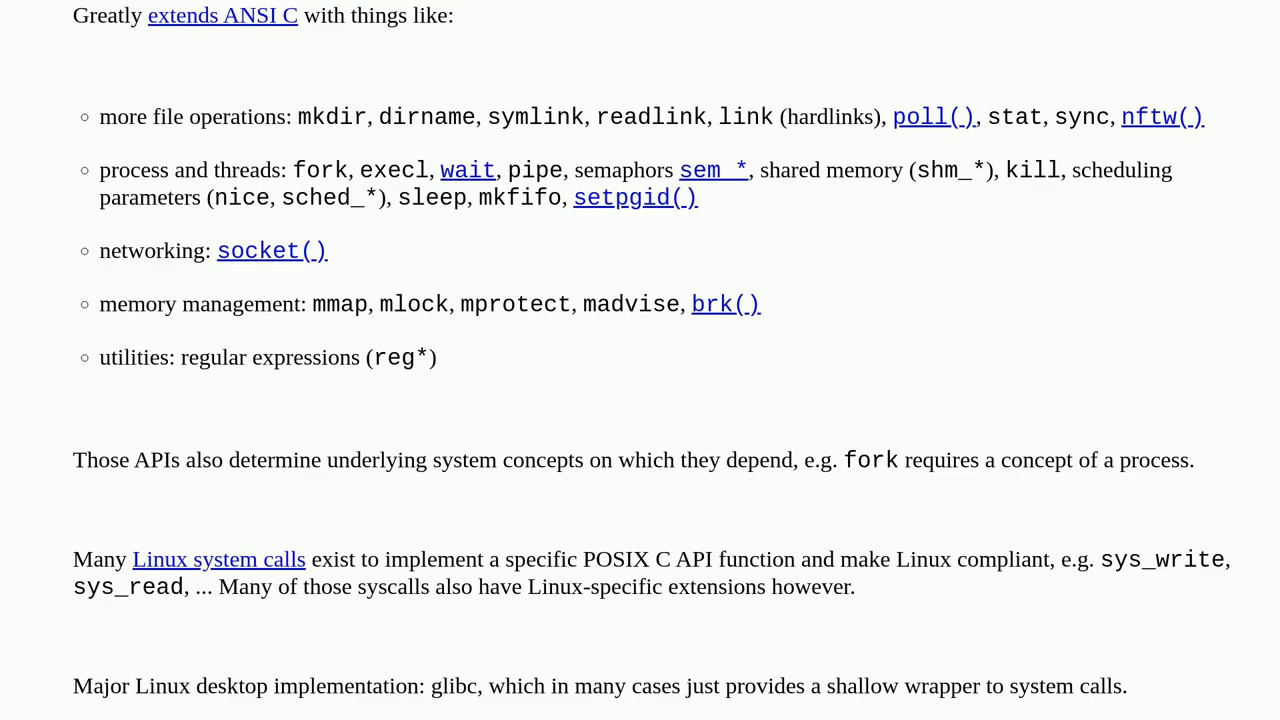 Greatly extends ANSI C with things like:
more file operations: mkdir, dirname, symlink, readlink, link (hardlinks), poll(), stat, sync, nftw()
process and threads: fork, execl, wait, pipe, semaphors sem_*, shared memory (shm_*), kill, scheduling
parameters (nice, sched_*), sleep, mkfifo, setpgid()
networking: socket()
memory management: mmap, mlock, mprotect, madvise, brk()
utilities: regular expressions (reg*)
Those APIs also determine underlying system concepts on which they depend, e.g. fork requires a concept of a process.
Many Linux system calls exist to implement a specific POSIX C API function and make Linux compliant, e.g. sys_write,
sys_read, ... Many of those syscalls also have Linux-specific extensions however.
Major Linux desktop implementation: glibc, which in many cases just provides a shallow wrapper to system calls.